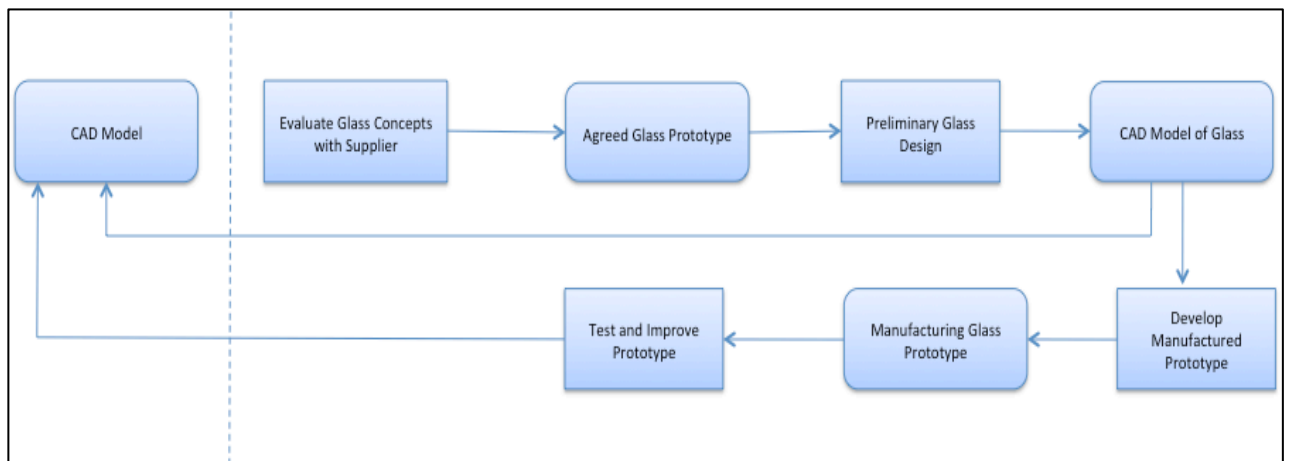 CAD Model
Evaluate Glass Concepts
with Supplier
Agreed Glass Prototype
Preliminary Glass
Design
CAD Model of Glass
Test and Improve
Prototype
Manufacturing Glass
Prototype
Develop
Manufactured
Prototype